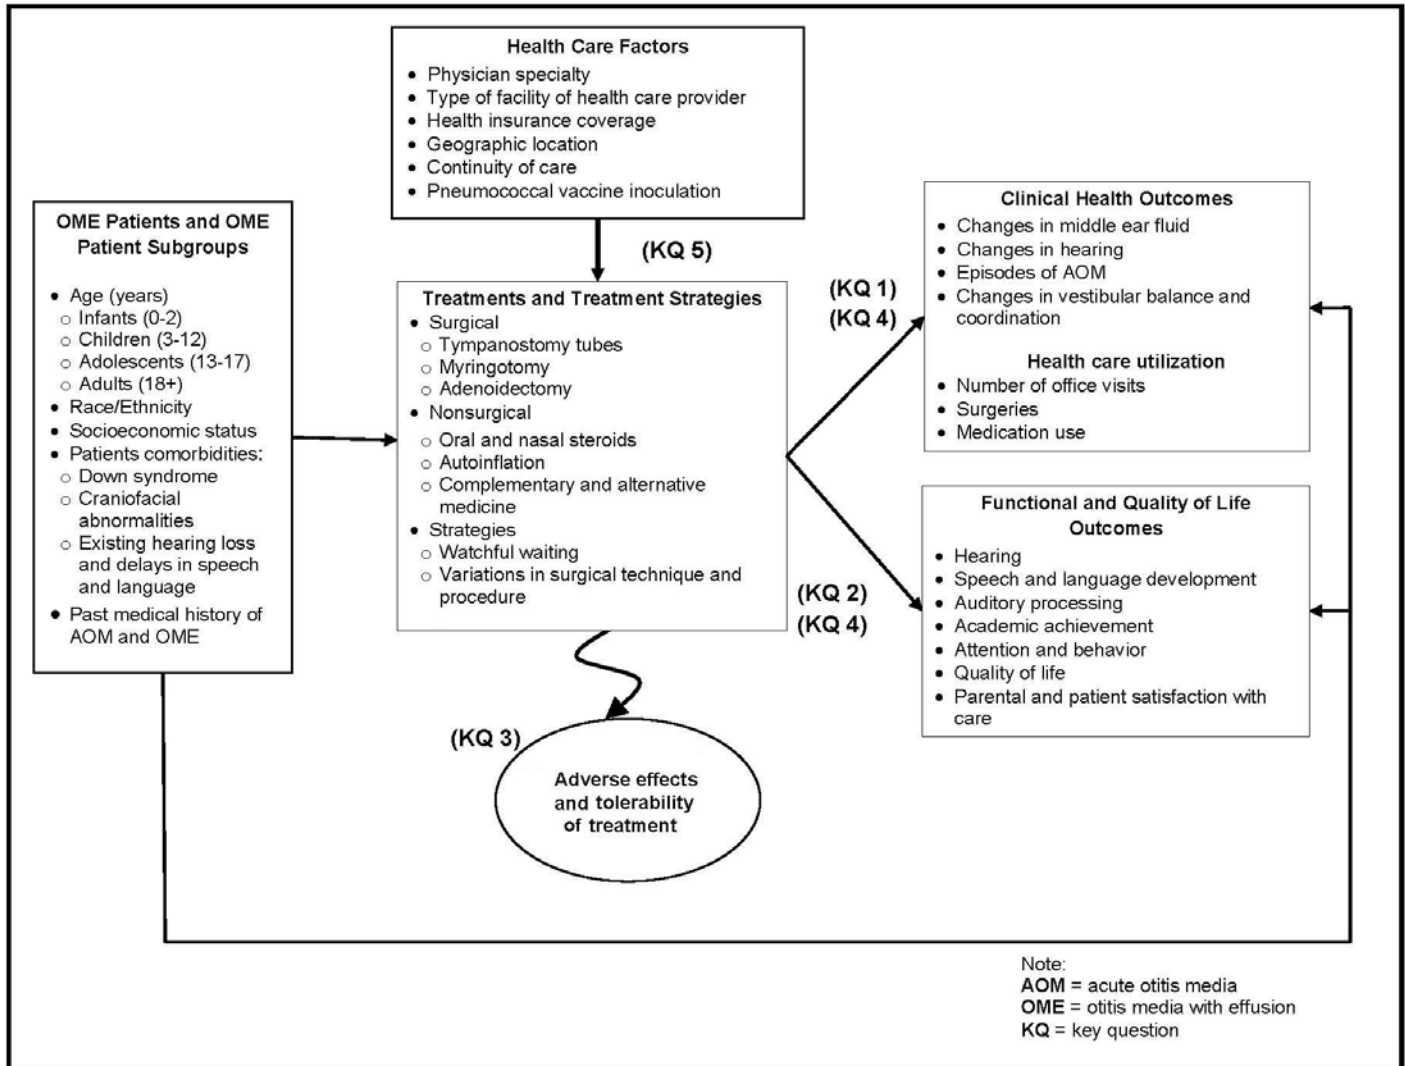 Health Care Factors
• Physician specialty
• Type of facility of health care provider
• Health insurance coverage
• Geographic location
• Continuity of care
• Pneumococcal vaccine inoculation
(KQ 5)
OME Patients and OME
Patient Subgroups
• Age (years)
o Infants (0-2)
o Children (3-12)
o Adolescents (13-17)
o Adults (18+)
• Race/Ethnicity
• Socioeconomic status
• Patients comorbidities:
o Down syndrome
o Craniofacial
abnormalities
o Existing hearing loss
and delays in speech
and language
• Past medical history of
AOM and OME
Treatments and Treatment Strategies
• Surgical
o Tympanostomy tubes
o Myringotomy
o Adenoidectomy
• Nonsurgical
o Oral and nasal steroids
o Autoinflation
o Complementary and alternative
medicine
• Strategies
o Watchful waiting
o Variations in surgical technique and
procedure
(KQ 1)
(KQ 4)
Clinical Health Outcomes
• Changes in middle ear fluid
• Changes in hearing
• Episodes of AOM
• Changes in vestibular balance and
coordination
Health care utilization
• Number of office visits
• Surgeries
• Medication use
(KQ 2)
(KQ 4)
Functional and Quality of Life
Outcomes
• Hearing
• Speech and language development
• Auditory processing
• Academic achievement
• Attention and behavior
• Quality of life
• Parental and patient satisfaction with
care
(KQ 3)
Adverse effects
and tolerability
of treatment
Note:
AOM = acute otitis media
OME = otitis media with effusion
KQ = key question